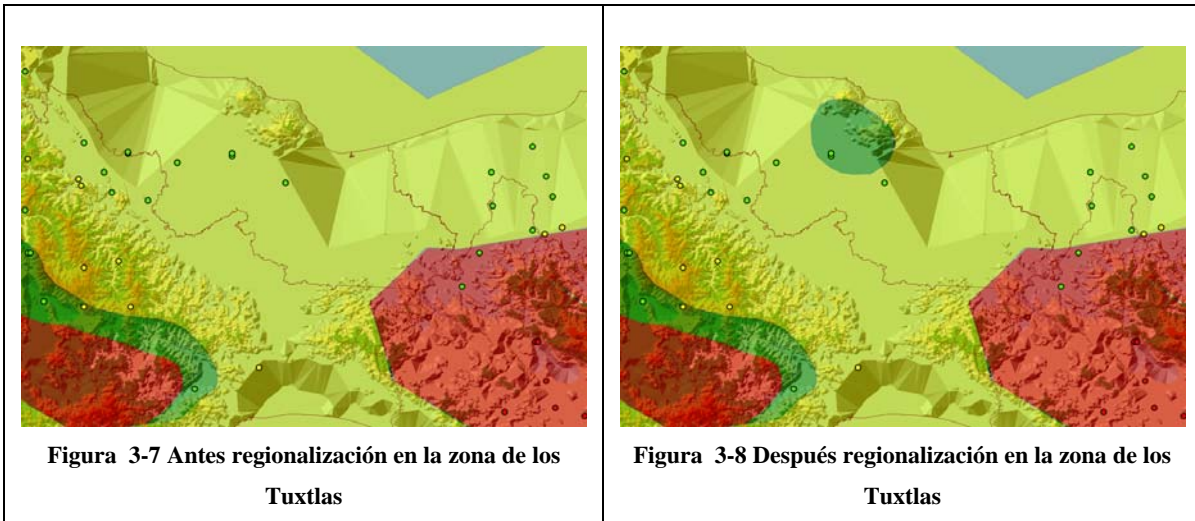 Figura 3-7 Antes regionalización en la zona de los
Tuxtlas
Figura 3-8 Después regionalización en la zona de los
Tuxtlas